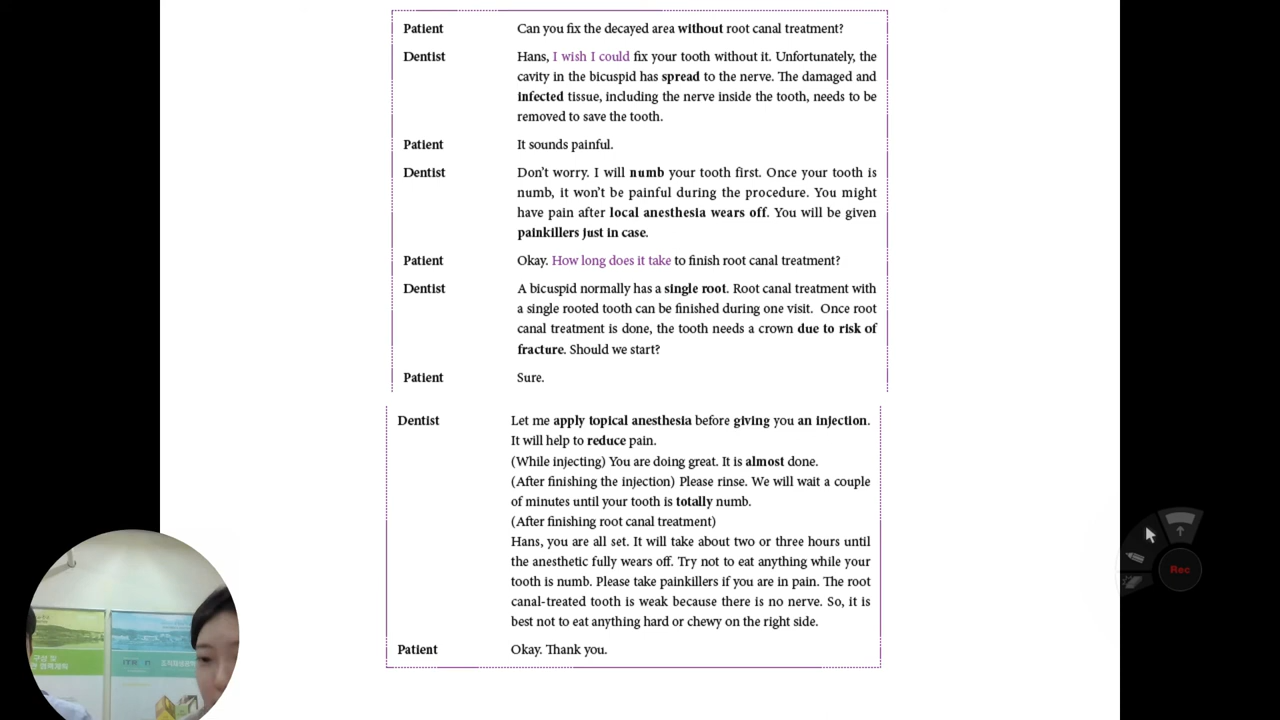 Patient Can you fix the decayed area without root canal treatment?
Dentist Hans, I wish I could fix your tooth without it. Unfortunately, the
cavity in the bicuspid has spread to the nerve. The damaged and
infected tissue, including the nerve inside the tooth, needs to be
removed to save the tooth.
Patient It sounds painful.
Dentist Don't worry. I will numb your tooth first. Once your tooth is
numb, it won't be painful during the procedure. You might
have pain after local anesthesia wears off. You will be given
painkillers just in case.
Patient Okay. How long does it take to finish root canal treatment?
Dentist A bicuspid normally has a single root. Root canal treatment with
a single rooted tooth can be finished during one visit. Once root
canal treatment is done, the tooth needs a crown due to risk of
fracture. Should we start?
Patient Sure.
Dentist Let me apply topical anesthesia before giving you an injection.
It will help to reduce pain.
(While injecting) You are doing great. It is almost done.
(After finishing the injection) Please rinse. We will wait a couple
of minutes until your tooth is totally numb.
(After finishing root canal treatment)
Hans, you are all set. It will take about two or three hours until
the anesthetic fully wears off. Try not to eat anything while your
tooth is numb. Please take painkillers if you are in pain. The root
canal-treated tooth is weak because there is no nerve. So, it is
best not to eat anything hard or chewy on the right side.
Patient Okay. Thank you.
Rec